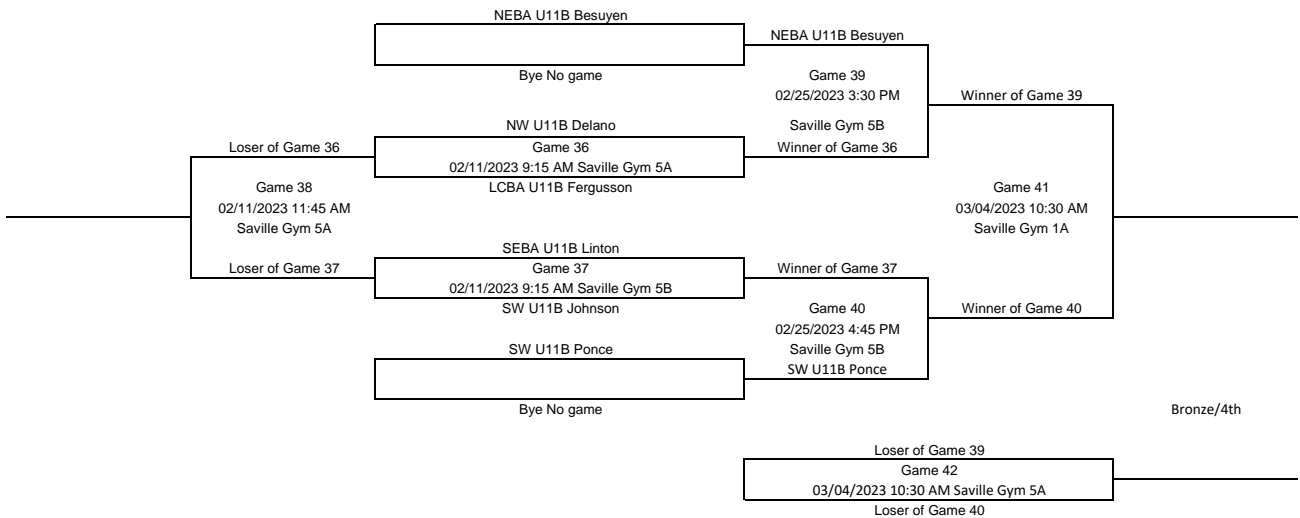 NEBA U11B Besuyen
NEBA U11B Besuyen
Bye No game
Game 39
02/25/2023 3:30 PM
Winner of Game 39
NW U11B Delano
Saville Gym 5B
Loser of Game 36
Game 36
Winner of Game 36
02/11/2023 9:15 AM Saville Gym 5A
Game 38
LCBA U11B Fergusson
Game 41
02/11/2023 11:45 AM
03/04/2023 10:30 AM
Saville Gym 5A
Saville Gym 1A
SEBA U11B Linton
Loser of Game 37
Game 37
Winner of Game 37
02/11/2023 9:15 AM Saville Gym 5B
SW U11B Johnson
Game 40
Winner of Game 40
02/25/2023 4:45 PM
SW U11B Ponce
Saville Gym 5B
SW U11B Ponce
Bye No game
Bronze/4th
Loser of Game 39
Game 42
03/04/2023 10:30 AM Saville Gym 5A
Loser of Game 40